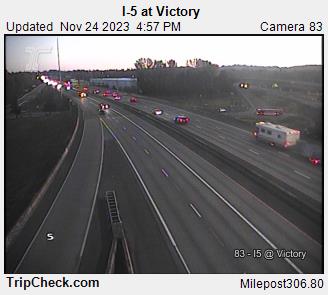 I-5 at Victory
Updated Nov 24 2023 4:57 PM Camera 83
83 - I5 @ Victory
TripCheck.com Milepost306.80